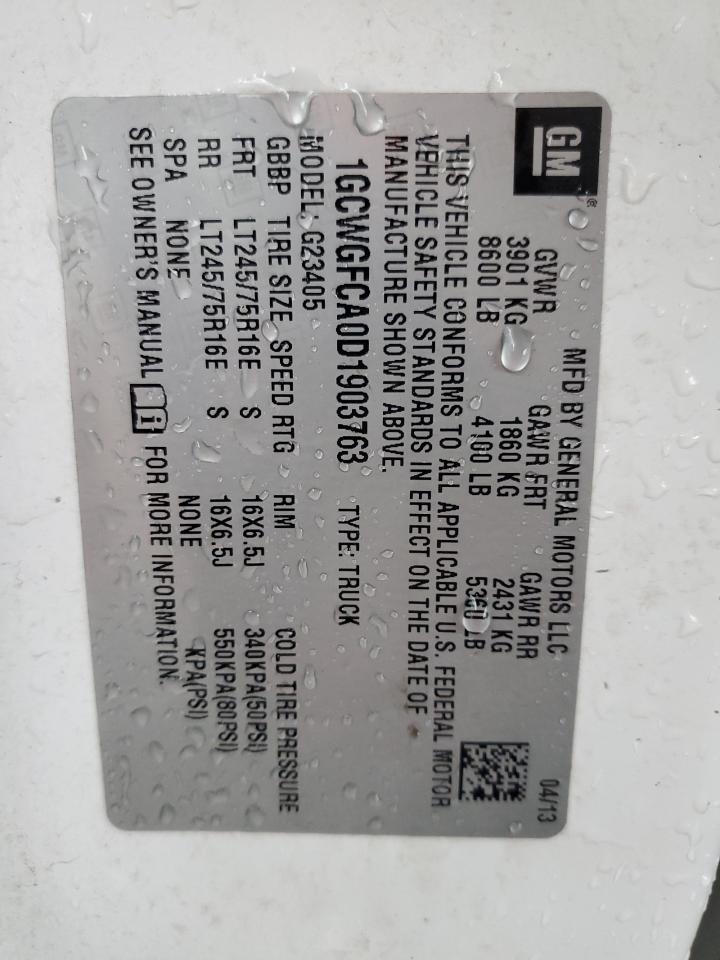 GM®
MFD BY GENERAL MOTORS LLC 04/13
GVWR GAWR FRT GAWR RR
3901 KG 1860 KG 2431 KG
8600 LB 4100 LB 5360 LB
THIS VEHICLE CONFORMS TO ALL APPLICABLE U.S. FEDERAL MOTOR
VEHICLE SAFETY STANDARDS IN EFFECT ON THE DATE OF
MANUFACTURE SHOWN ABOVE.
1GCWGFCA0D1903763 TYPE: TRUCK
MODEL: G23405
GBBP TIRE SIZE SPEED RTG RIM COLD TIRE PRESSURE
FRT LT245/75R16E S 16X6.5J 340KPA(50PSI)
RR LT245/75R16E S 16X6.5J 550KPA(80PSI)
SPA NONE NONE KPA(PSI)
SEE OWNER'S MANUAL FOR MORE INFORMATION.